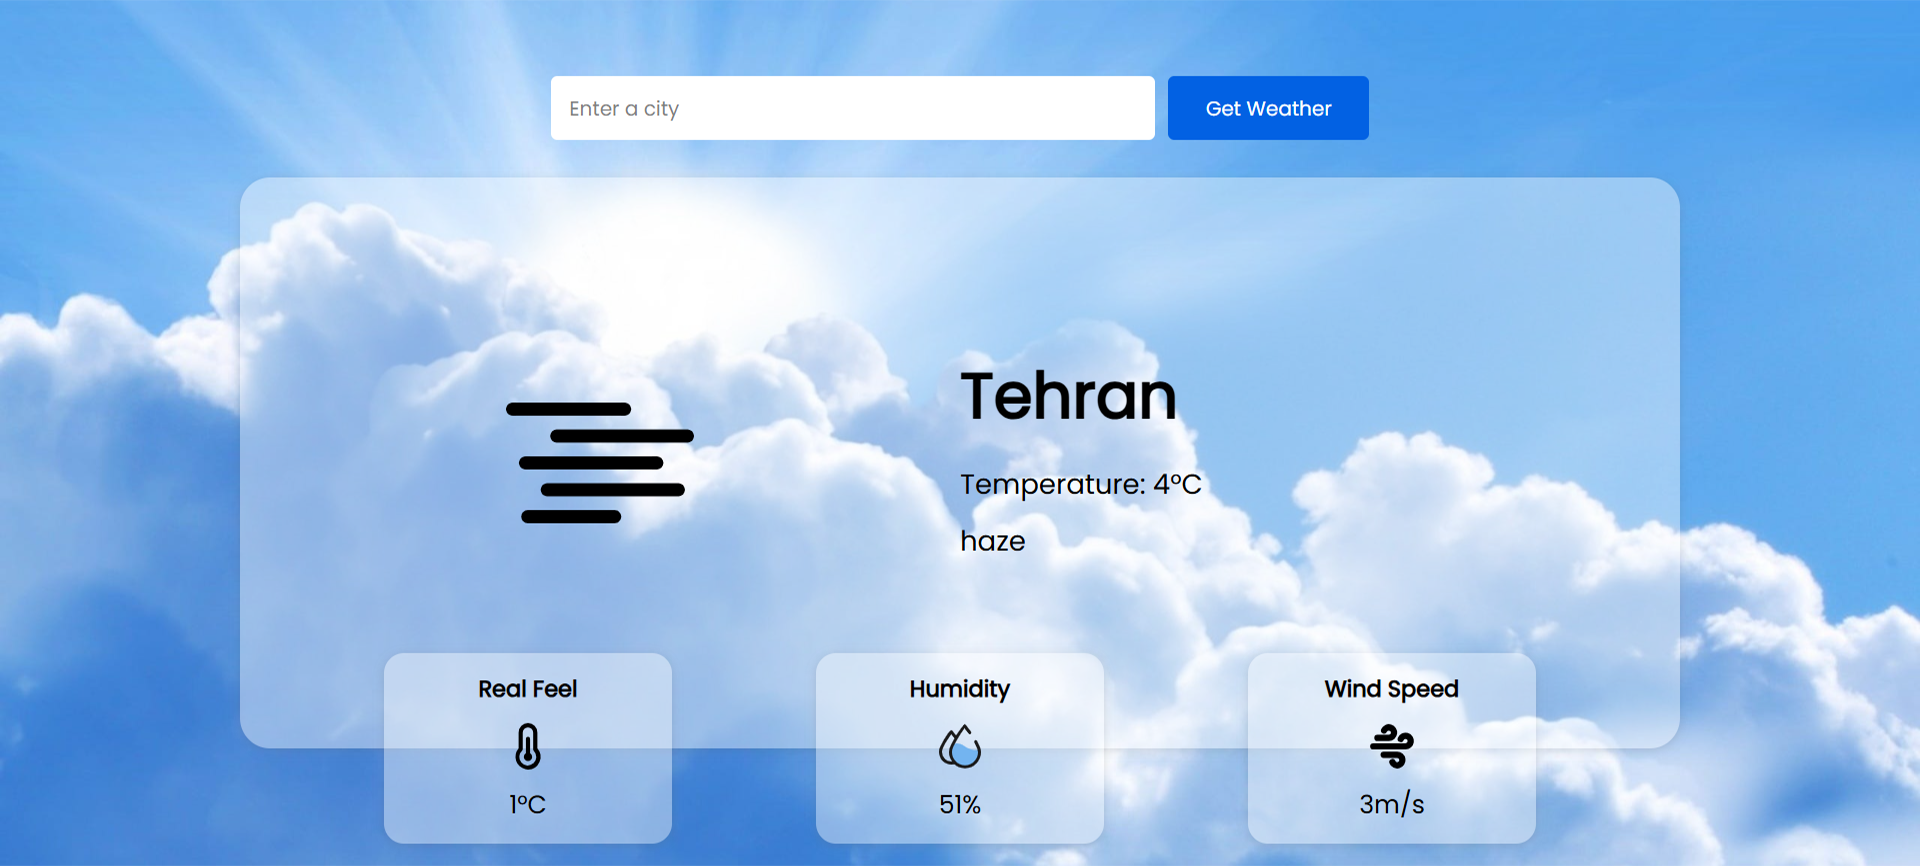 Enter a city
Get Weather
Tehran
Temperature: 4°C
haze
Real Feel
1°C
Humidity
51%
Wind Speed
3m/s